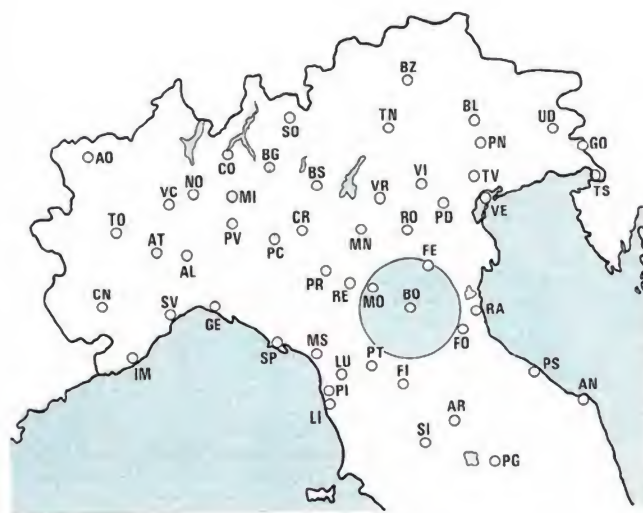 BZ
TN
BL
UD
SO
PN
GO
AO
CO
BG
BS
VI
TV
TS
NO
VC
MI
VR
PD
VE
TO
PV
CR
MN
RO
AT
AL
PC
FE
PR
RE
MO
BO
CN
SV
GE
RA
FO
SP
MS
PT
IM
LU
FI
PS
PI
LI
AN
AR
SI
PG